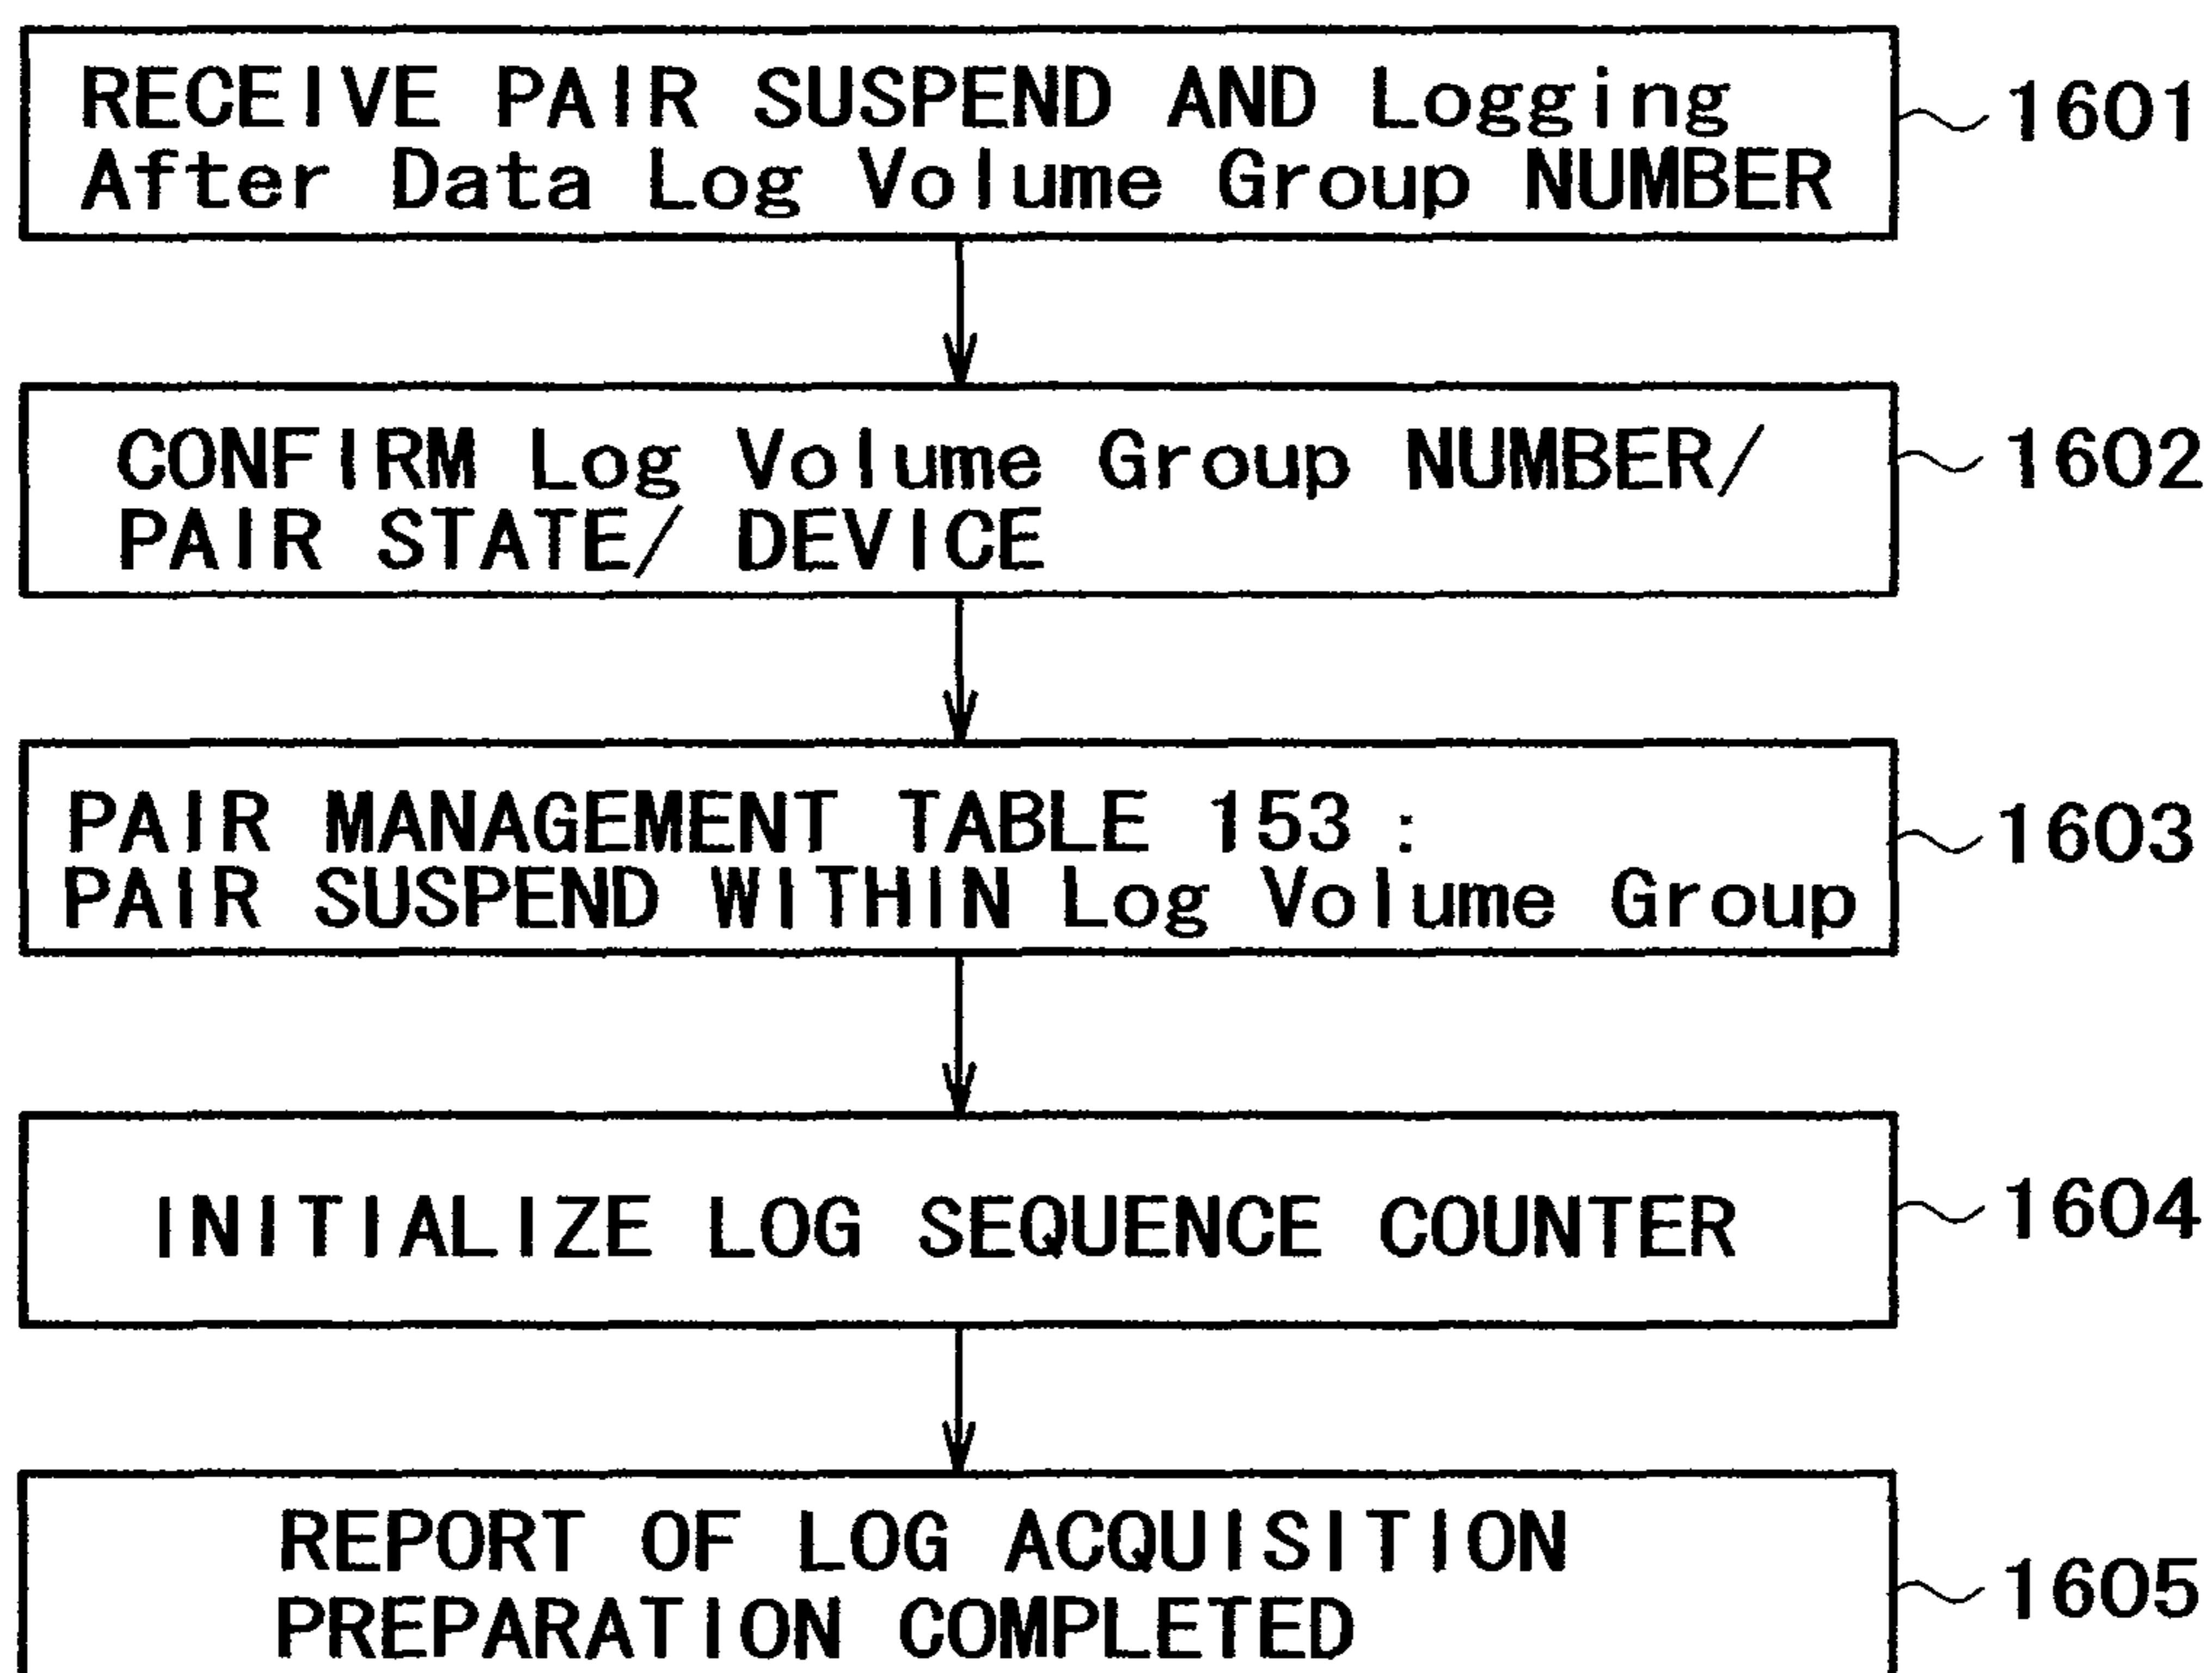 RECEIVE PAIR SUSPEND AND Logging
After Data Log Volume Group NUMBER
1601
CONFIRM Log Volume Group NUMBER/
PAIR STATE/ DEVICE
1602
PAIR MANAGEMENT TABLE 153 :
PAIR SUSPEND WITHIN Log Volume Group
1603
INITIALIZE LOG SEQUENCE COUNTER
1604
REPORT OF LOG ACQUISITION
PREPARATION COMPLETED
1605